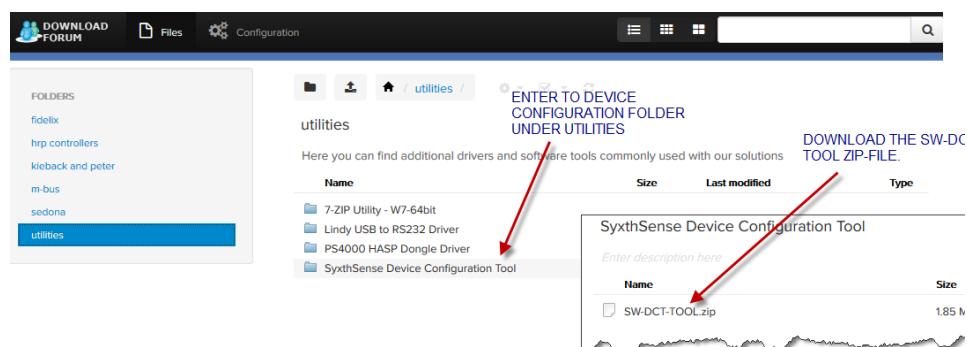 DOWNLOAD
FORUM
Files
Configuration
FOLDERS
fidelix
hrp controllers
kieback and peter
m-bus
sedona
utilities
/ utilities /
ENTER TO DEVICE
CONFIGURATION FOLDER
UNDER UTILITIES
utilities
Here you can find additional drivers and software tools commonly used with our solutions
DOWNLOAD THE SW-DC
TOOL ZIP-FILE.
Name Size Last modified Type
7-ZIP Utility - W7-64bit
Lindy USB to RS232 Driver
PS4000 HASP Dongle Driver
SyxthSense Device Configuration Tool
SyxthSense Device Configuration Tool
Enter description here
Name Size
SW-DCT-TOOL.zip 1.85 M